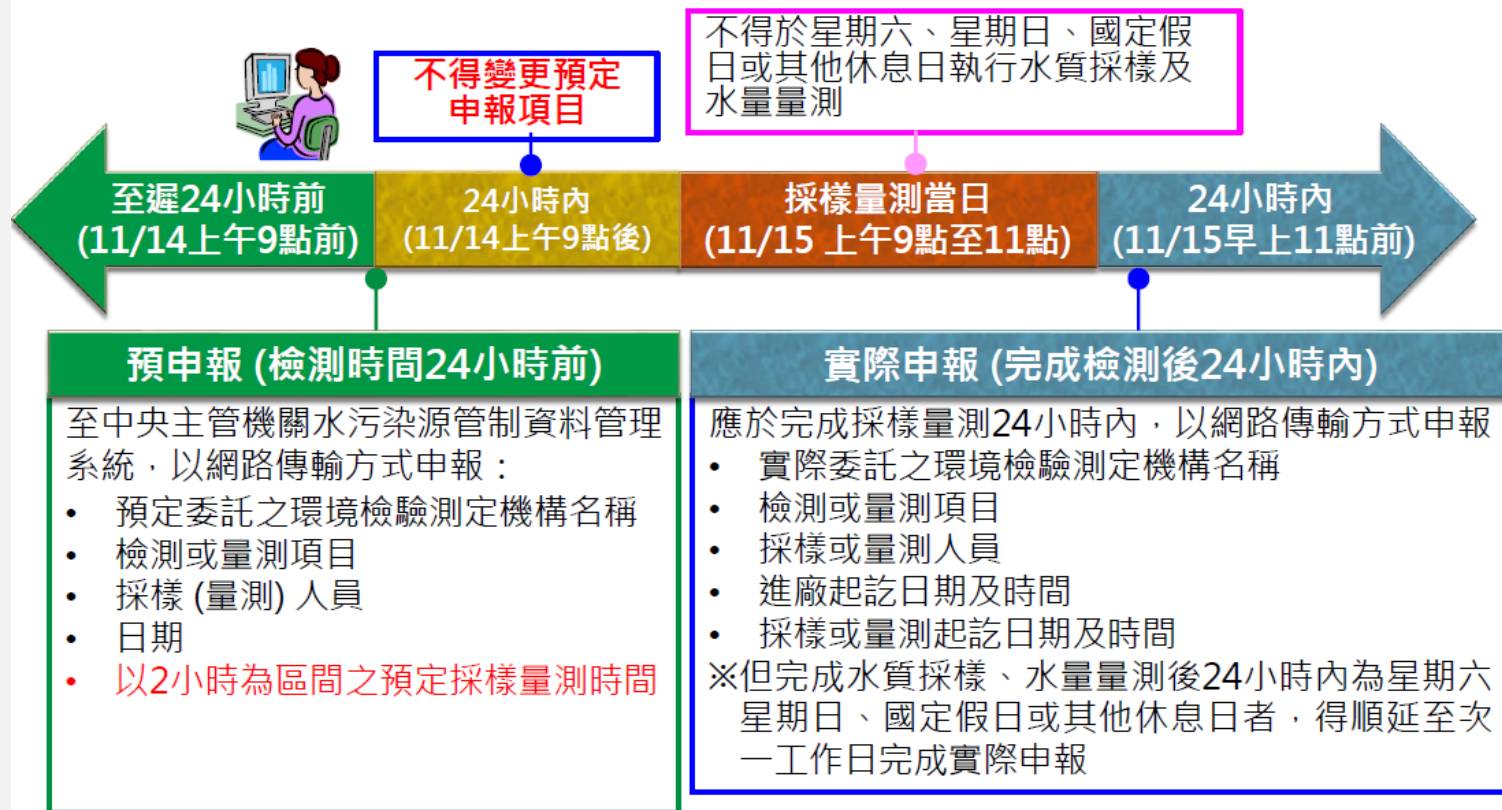 不得變更預定
申報項目
不得於星期六、星期日、國定假
日或其他休息日執行水質採樣及
水量量測
至遲24小時前
(11/14上午9點前)
24小時內
(11/14上午9點後)
採樣量測當日
(11/15 上午9點至11點)
24小時內
(11/15早上11點前)
預申報 (檢測時間24小時前)
至中央主管機關水污染源管制資料管理
系統，以網路傳輸方式申報：
• 預定委託之環境檢驗測定機構名稱
• 檢測或量測項目
• 採樣 (量測) 人員
• 日期
• 以2小時為區間之預定採樣量測時間
實際申報 (完成檢測後24小時內)
應於完成採樣量測24小時內，以網路傳輸方式申報
• 實際委託之環境檢驗測定機構名稱
• 檢測或量測項目
• 採樣或量測人員
• 進廠起訖日期及時間
• 採樣或量測起訖日期及時間
※但完成水質採樣、水量量測後24小時內為星期六
星期日、國定假日或其他休息日者，得順延至次
一工作日完成實際申報